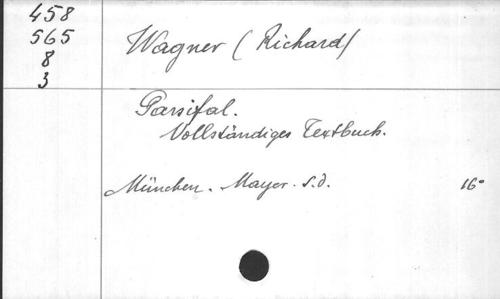 458
565
8
3
Wagner (Richard)
Parsifal.
Vollständiges Textbuch.
München. Mayer. s.d. 16°